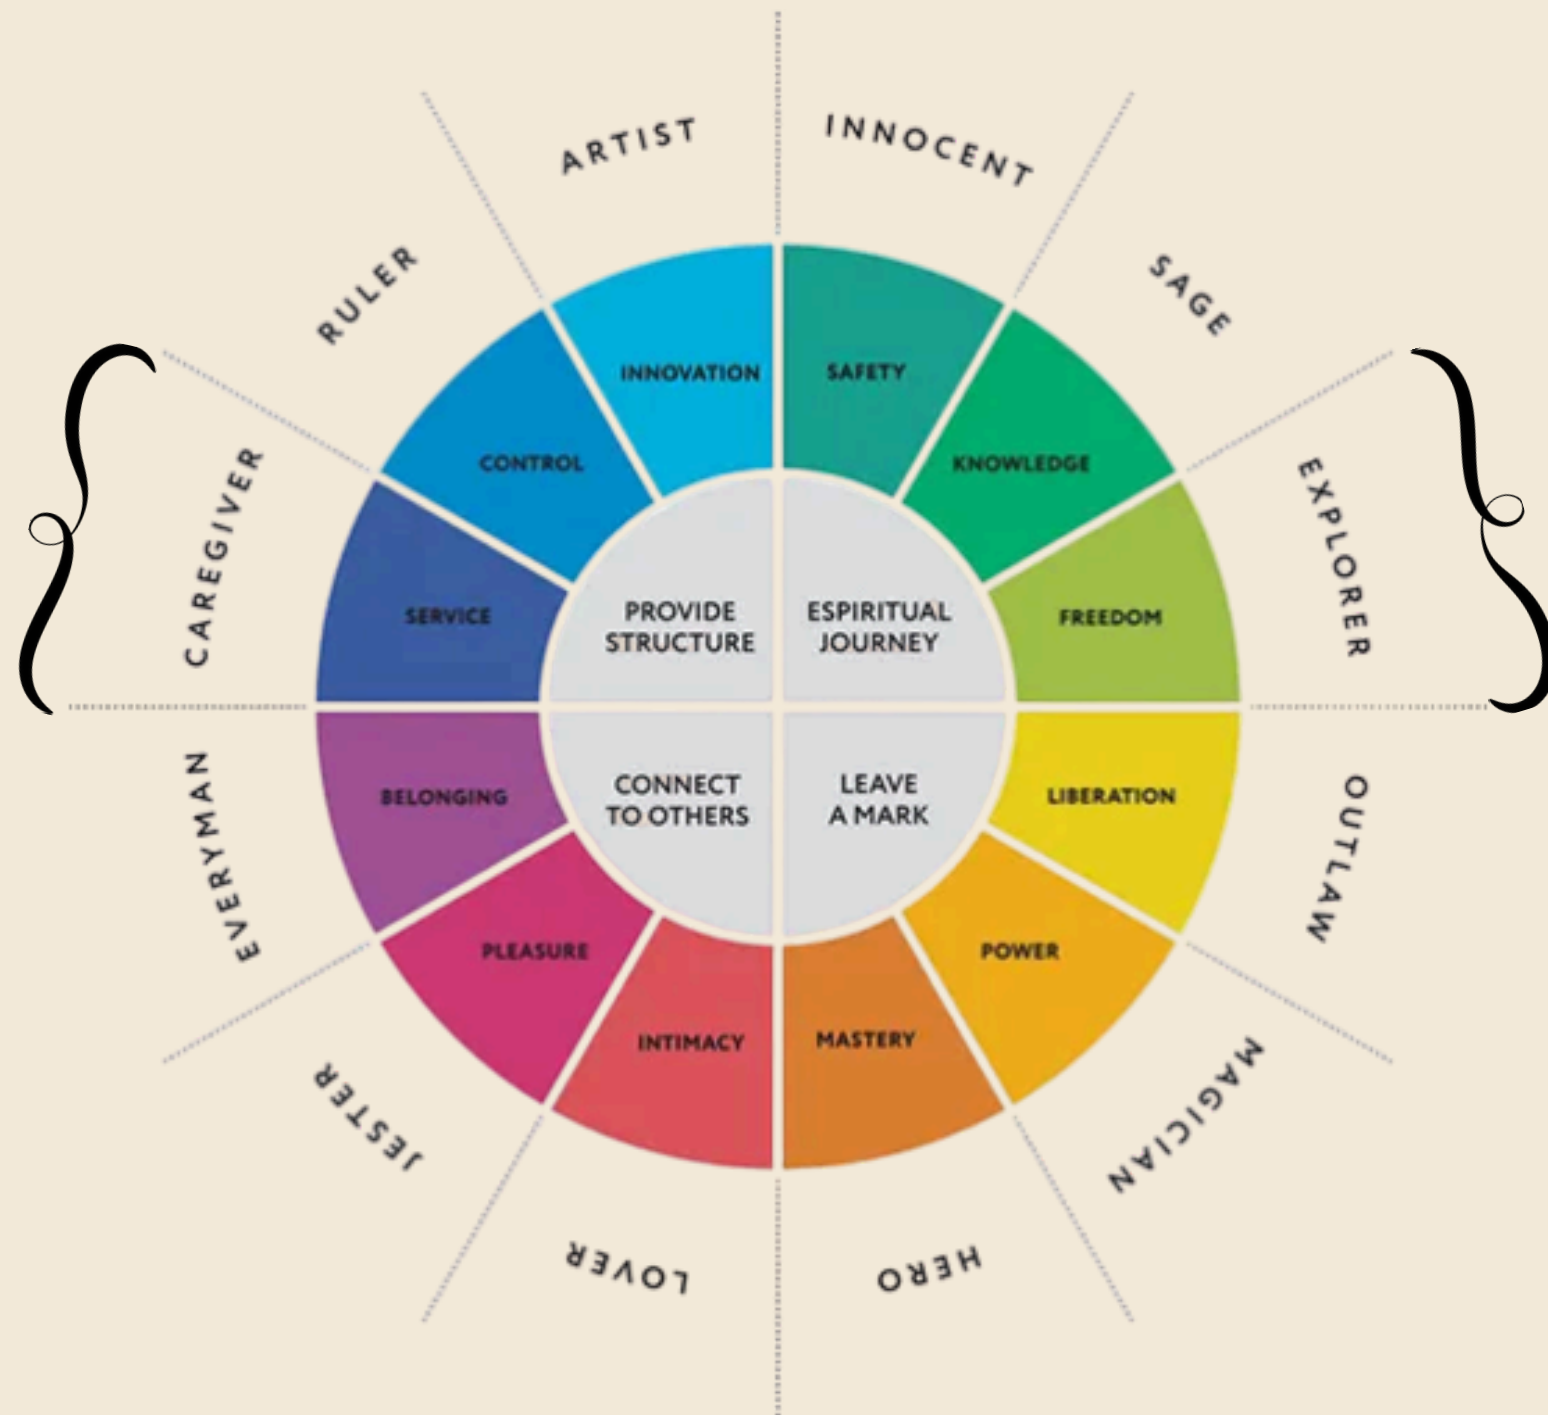 ARTIST
INNOCENT
RULER
SAGE
CAREGIVER
EXPLORER
EVERYMAN
OUTLAW
JESTER
MAGICIAN
LOVER
HERO
INNOVATION
SAFETY
CONTROL
KNOWLEDGE
SERVICE
FREEDOM
BELONGING
LIBERATION
PLEASURE
POWER
INTIMACY
MASTERY
PROVIDE
STRUCTURE
ESPIRITUAL
JOURNEY
CONNECT
TO OTHERS
LEAVE
A MARK